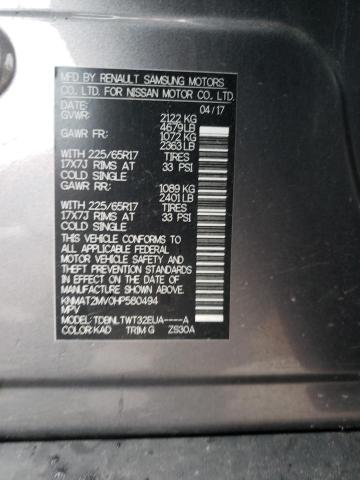 MFD BY RENAULT SAMSUNG MOTORS
CO., LTD. FOR NISSAN MOTOR CO., LTD.
DATE: 04/17
GVWR: 2122 KG
4679LB
GAWR FR: 1072 KG
2363LB
WITH 225/65R17 TIRES
17X7J RIMS AT 33 PSI
COLD SINGLE
GAWR RR: 1089 KG
2401LB
WITH 225/65R17 TIRES
17X7J RIMS AT 33 PSI
COLD SINGLE
THIS VEHICLE CONFORMS TO ALL
APPLICABLE FEDERAL MOTOR
VEHICLE SAFETY AND THEFT
PREVENTION STANDARDS IN
EFFECT ON THE DATE OF
MANUFACTURE SHOWN ABOVE.
KNMAT2MV0HP580494
MPV
MODEL: TDBNLTWT32EUA----A
COLOR: KAD TRIM: G ZS30A